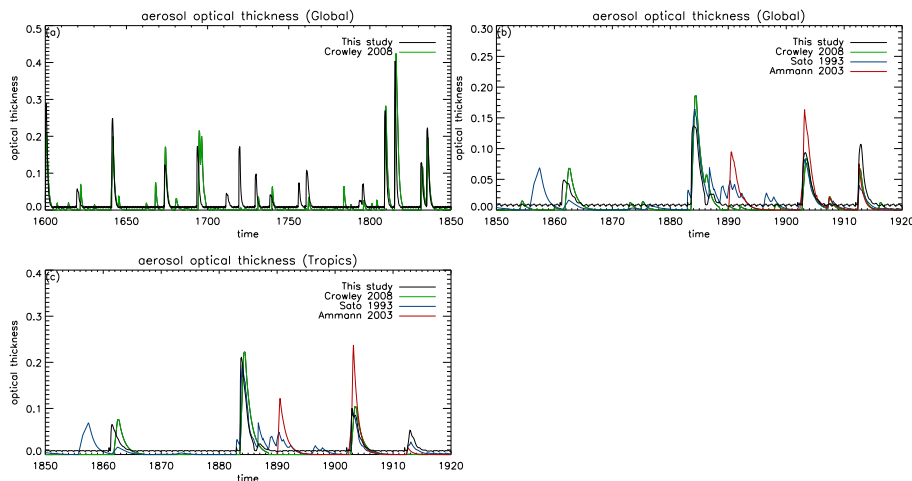 aerosol optical thickness (Global)
(a)
This study
Crowley 2008
optical thickness
0.5
0.4
0.3
0.2
0.1
0.0
1600 1650 1700 1750 1800 1850
time
aerosol optical thickness (Global)
(b)
This study
Crowley 2008
Sato 1993
Ammann 2003
optical thickness
0.30
0.25
0.20
0.15
0.10
0.05
0.00
1850 1860 1870 1880 1890 1900 1910 1920
time
aerosol optical thickness (Tropics)
(c)
This study
Crowley 2008
Sato 1993
Ammann 2003
optical thickness
0.4
0.3
0.2
0.1
0.0
1850 1860 1870 1880 1890 1900 1910 1920
time